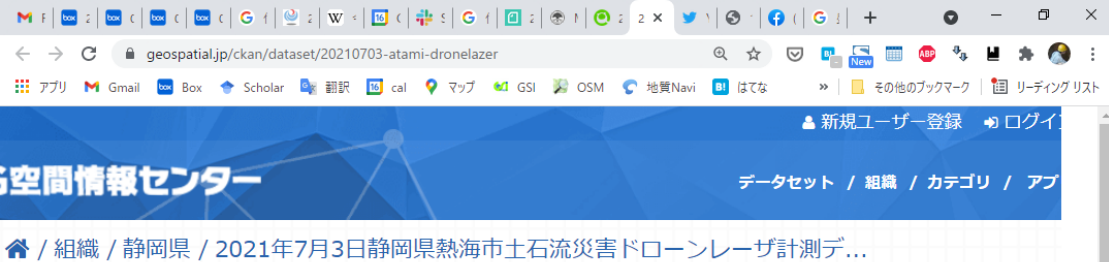 geospatial.jp/ckan/dataset/20210703-atami-dronelazer
アプリ Gmail Box Scholar 翻訳 cal マップ GSI OSM 地質Navi はてな » その他のブックマーク リーディング リスト
新規ユーザー登録 ログイン
空間情報センター
データセット / 組織 / カテゴリ / アプ
/ 組織 / 静岡県 / 2021年7月3日静岡県熱海市土石流災害ドローンレーザ計測デ...